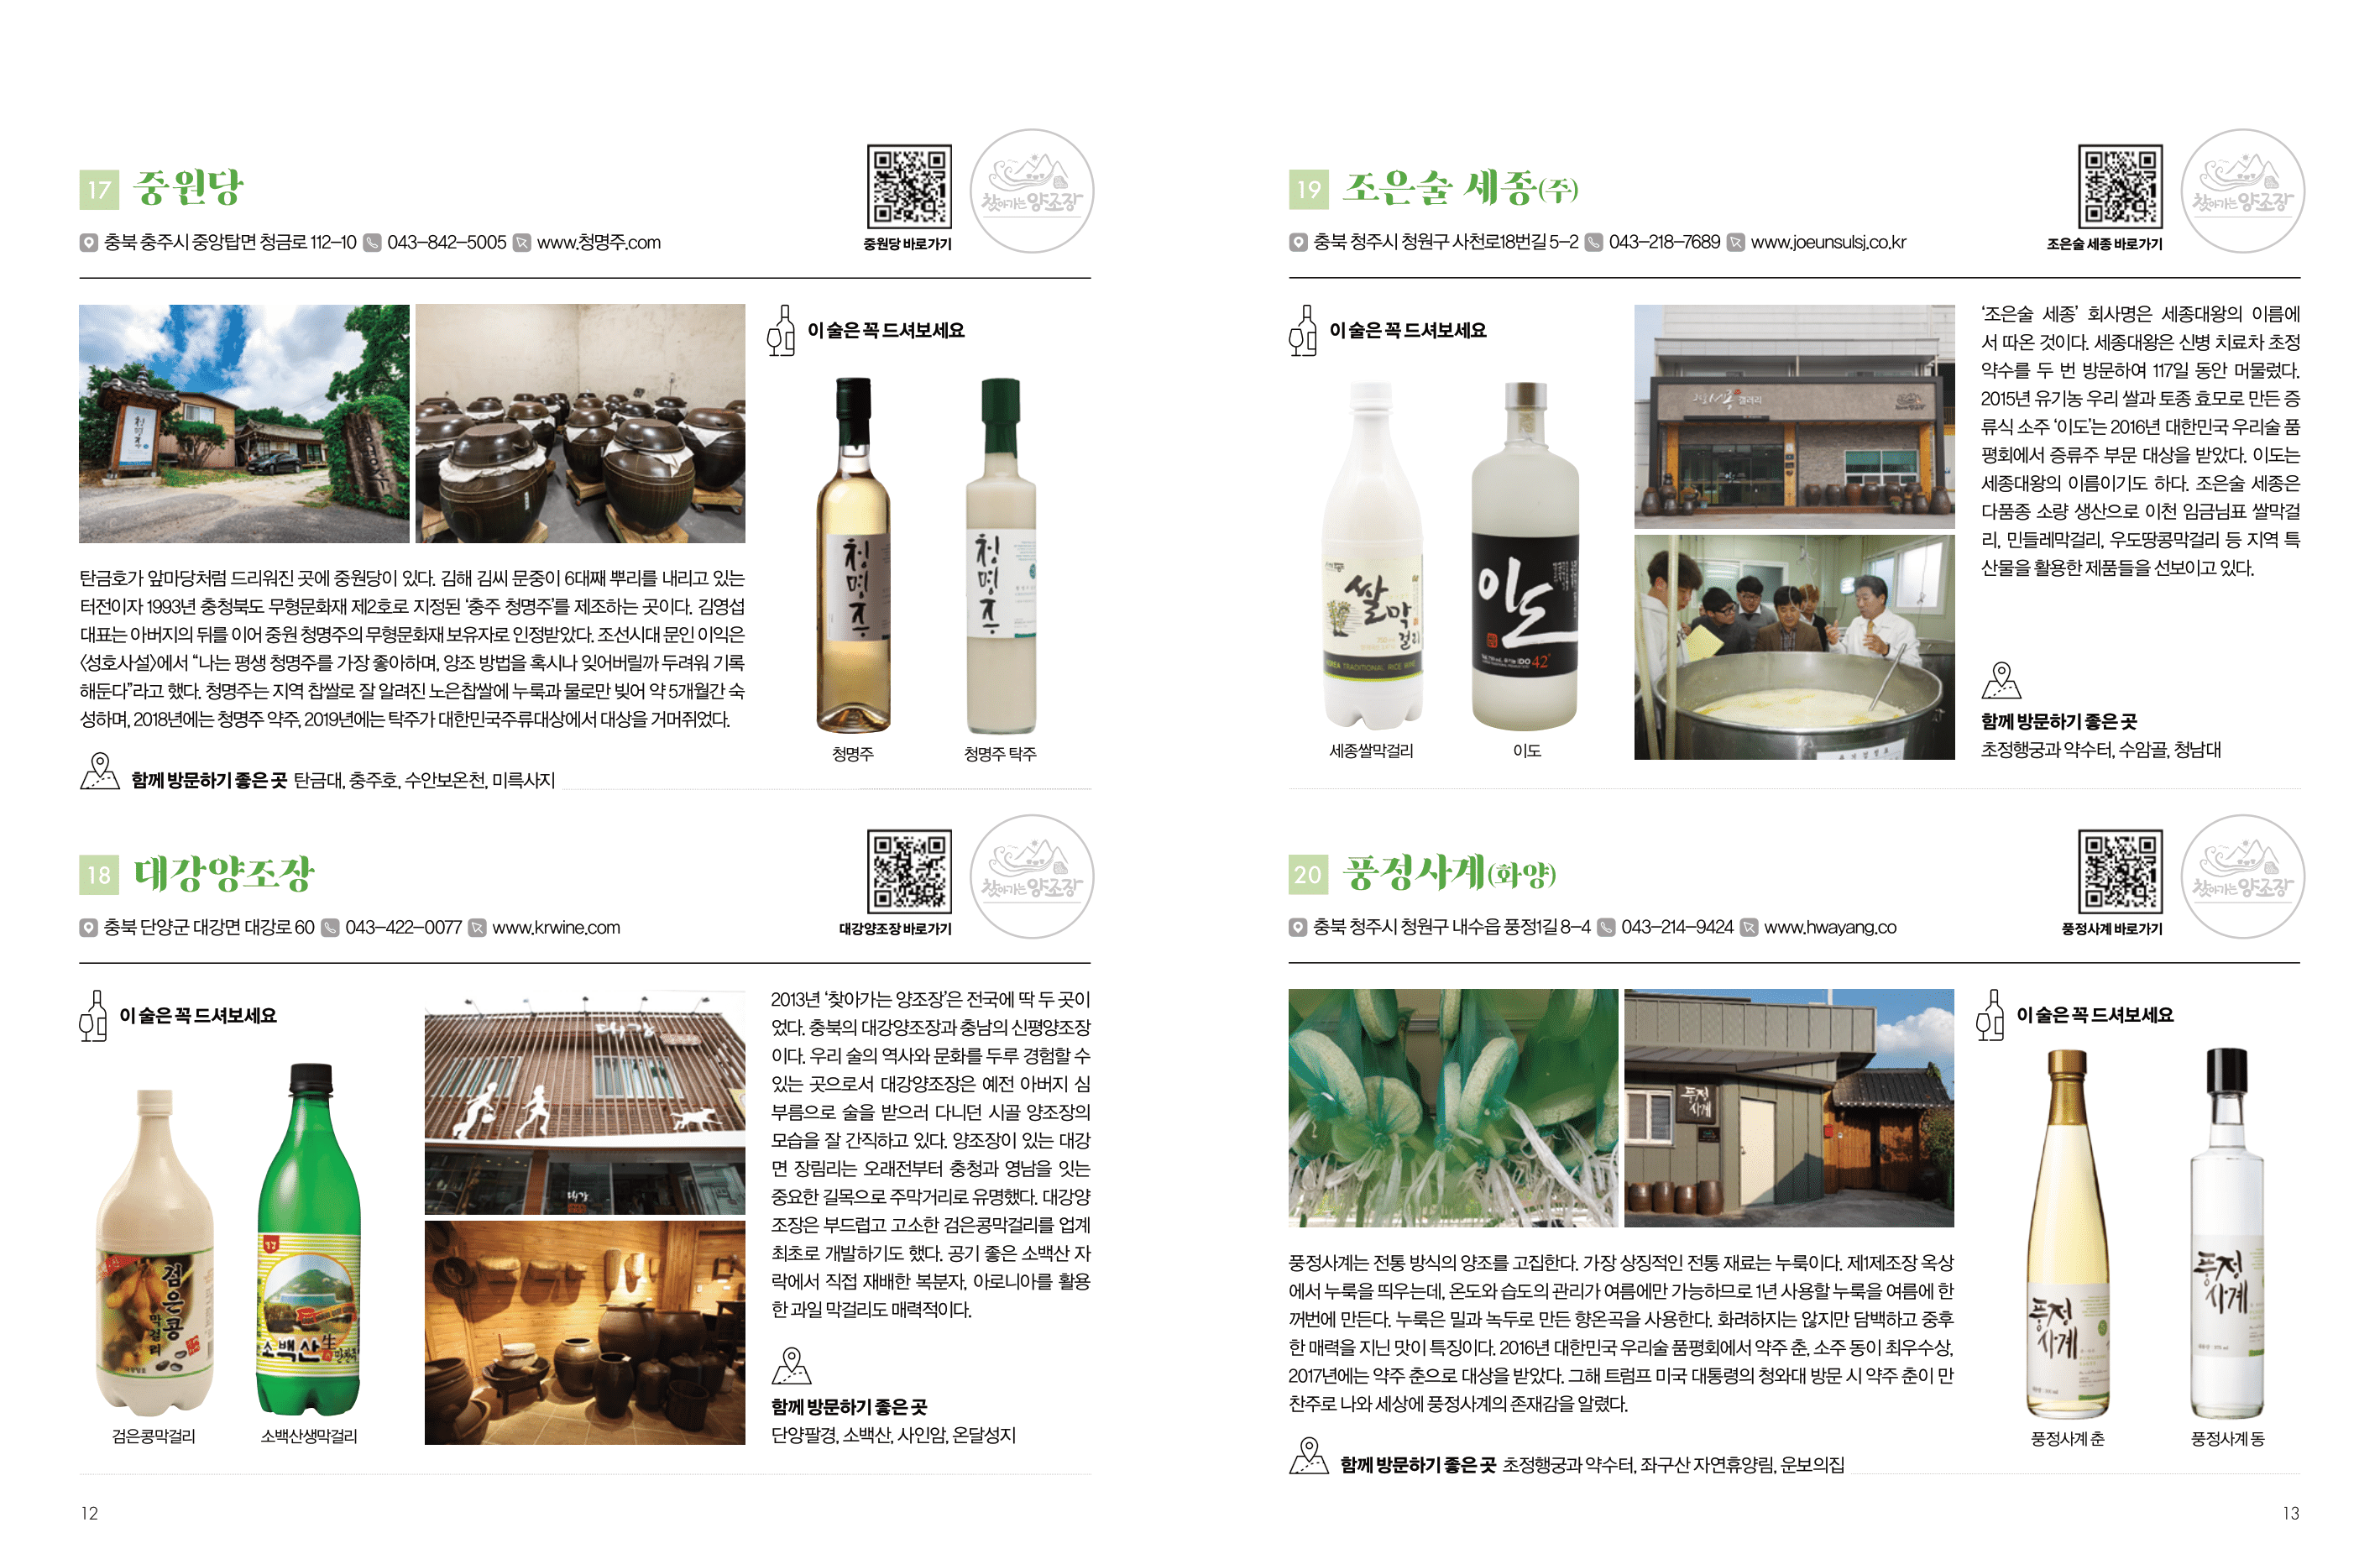 17 중원당
충북 충주시 중앙탑면 청금로 112-10 043-842-5005 www.청명주.com
중원당 바로가기
찾아가는 양조장
이 술은 꼭 드셔보세요
청명주
청명주
청명주
청명주 탁주
탄금호가 앞마당처럼 드리워진 곳에 중원당이 있다. 김해 김씨 문중이 6대째 뿌리를 내리고 있는
터전이자 1993년 충청북도 무형문화재 제2호로 지정된 ‘충주 청명주’를 제조하는 곳이다. 김영섭
대표는 아버지의 뒤를 이어 중원 청명주의 무형문화재 보유자로 인정받았다. 조선시대 문인 이익은
〈성호사설〉에서 “나는 평생 청명주를 가장 좋아하며, 양조 방법을 혹시나 잊어버릴까 두려워 기록
해둔다”라고 했다. 청명주는 지역 찹쌀로 잘 알려진 노은찹쌀에 누룩과 물로만 빚어 약 5개월간 숙
성하며, 2018년에는 청명주 약주, 2019년에는 탁주가 대한민국주류대상에서 대상을 거머쥐었다.
함께 방문하기 좋은 곳 탄금대, 충주호, 수안보온천, 미륵사지
18 대강양조장
충북 단양군 대강면 대강로 60 043-422-0077 www.krwine.com
대강양조장 바로가기
찾아가는 양조장
이 술은 꼭 드셔보세요
검은콩
막걸리
소백산 生
검은콩막걸리
소백산생막걸리
대강
대강
2013년 ‘찾아가는 양조장’은 전국에 딱 두 곳이
었다. 충북의 대강양조장과 충남의 신평양조장
이다. 우리 술의 역사와 문화를 두루 경험할 수
있는 곳으로서 대강양조장은 예전 아버지 심
부름으로 술을 받으러 다니던 시골 양조장의
모습을 잘 간직하고 있다. 양조장이 있는 대강
면 장림리는 오래전부터 충청과 영남을 잇는
중요한 길목으로 주막거리로 유명했다. 대강양
조장은 부드럽고 고소한 검은콩막걸리를 업계
최초로 개발하기도 했다. 공기 좋은 소백산 자
락에서 직접 재배한 복분자, 아로니아를 활용
한 과일 막걸리도 매력적이다.
함께 방문하기 좋은 곳
단양팔경, 소백산, 사인암, 온달성지
12
19 조은술 세종(주)
충북 청주시 청원구 사천로18번길 5-2 043-218-7689 www.joeunsulsj.co.kr
조은술 세종 바로가기
찾아가는 양조장
이 술은 꼭 드셔보세요
쌀막걸리
KOREA TRADITIONAL RICE WINE
이도
IDO 42°
세종쌀막걸리
이도
세종 갤러리
‘조은술 세종’ 회사명은 세종대왕의 이름에
서 따온 것이다. 세종대왕은 신병 치료차 초정
약수를 두 번 방문하여 117일 동안 머물렀다.
2015년 유기농 우리 쌀과 토종 효모로 만든 증
류식 소주 ‘이도’는 2016년 대한민국 우리술 품
평회에서 증류주 부문 대상을 받았다. 이도는
세종대왕의 이름이기도 하다. 조은술 세종은
다품종 소량 생산으로 이천 임금님표 쌀막걸
리, 민들레막걸리, 우도땅콩막걸리 등 지역 특
산물을 활용한 제품들을 선보이고 있다.
함께 방문하기 좋은 곳
초정행궁과 약수터, 수암골, 청남대
20 풍정사계(화양)
충북 청주시 청원구 내수읍 풍정1길 8-4 043-214-9424 www.hwayang.co
풍정사계 바로가기
찾아가는 양조장
풍정사계
이 술은 꼭 드셔보세요
풍정사계
풍정사계
풍정사계 춘
풍정사계 동
풍정사계는 전통 방식의 양조를 고집한다. 가장 상징적인 전통 재료는 누룩이다. 제1제조장 옥상
에서 누룩을 띄우는데, 온도와 습도의 관리가 여름에만 가능하므로 1년 사용할 누룩을 여름에 한
꺼번에 만든다. 누룩은 밀과 녹두로 만든 향온곡을 사용한다. 화려하지는 않지만 담백하고 중후
한 매력을 지닌 맛이 특징이다. 2016년 대한민국 우리술 품평회에서 약주 춘, 소주 동이 최우수상,
2017년에는 약주 춘으로 대상을 받았다. 그해 트럼프 미국 대통령의 청와대 방문 시 약주 춘이 만
찬주로 나와 세상에 풍정사계의 존재감을 알렸다.
함께 방문하기 좋은 곳 초정행궁과 약수터, 좌구산 자연휴양림, 운보의집
13